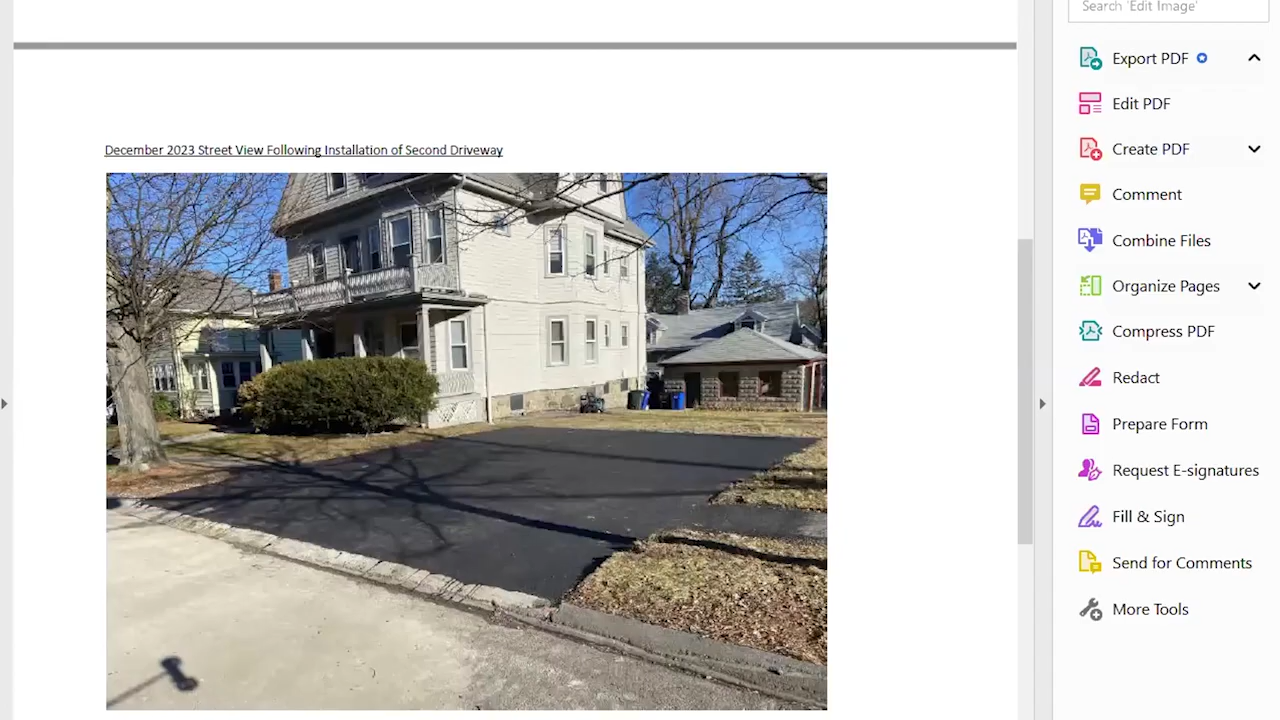 Search 'Edit Image'
Export PDF
Edit PDF
Create PDF
Comment
Combine Files
Organize Pages
Compress PDF
Redact
Prepare Form
Request E-signatures
Fill & Sign
Send for Comments
More Tools
December 2023 Street View Following Installation of Second Driveway